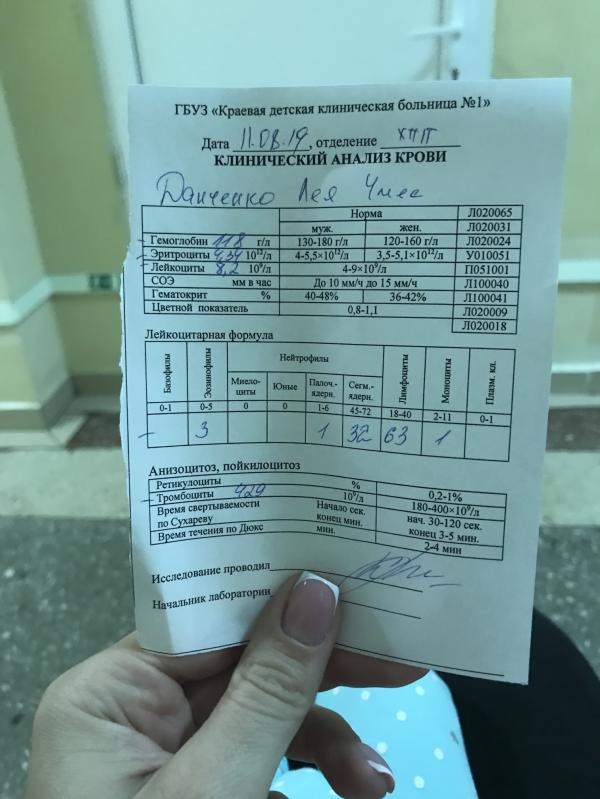 ГБУЗ «Краевая детская клиническая больница №1»
Дата 11.08.19, отделение ХПП
КЛИНИЧЕСКИЙ АНАЛИЗ КРОВИ
Данченко Лея
Норма Л020065
муж. жен. Л020031
Гемоглобин 118 г/л 130-180 г/л 120-160 г/л Л020024
Эритроциты 4,34 10¹²/л 4-5,5×10¹²/л 3,5-5,1×10¹²/л У010051
Лейкоциты 8,2 10⁹/л 4-9×10⁹/л П051001
СОЭ мм в час До 10 мм/ч до 15 мм/ч Л100040
Гематокрит % 40-48% 36-42% Л100041
Цветной показатель 0,8-1,1 Л020009
Л020018
Лейкоцитарная формула
Базофилы Эозинофилы Нейтрофилы Лимфоциты Моноциты Плазм. кл.
Миело-циты Юные Палоч.-ядерн. Сегм.-ядерн.
0-1 0-5 0 0 1-6 45-72 18-40 2-11 0-1
- 3 1 32 63 1
Анизоцитоз, пойкилоцитоз
Ретикулоциты % 0,2-1%
Тромбоциты 429 10⁹/л 180-400×10⁹/л
Время свертываемости Начало сек. нач. 30-120 сек.
по Сухареву конец мин. конец 3-5 мин.
Время течения по Дюкс мин. 2-4 мин
Исследование проводил
Начальник лаборатории